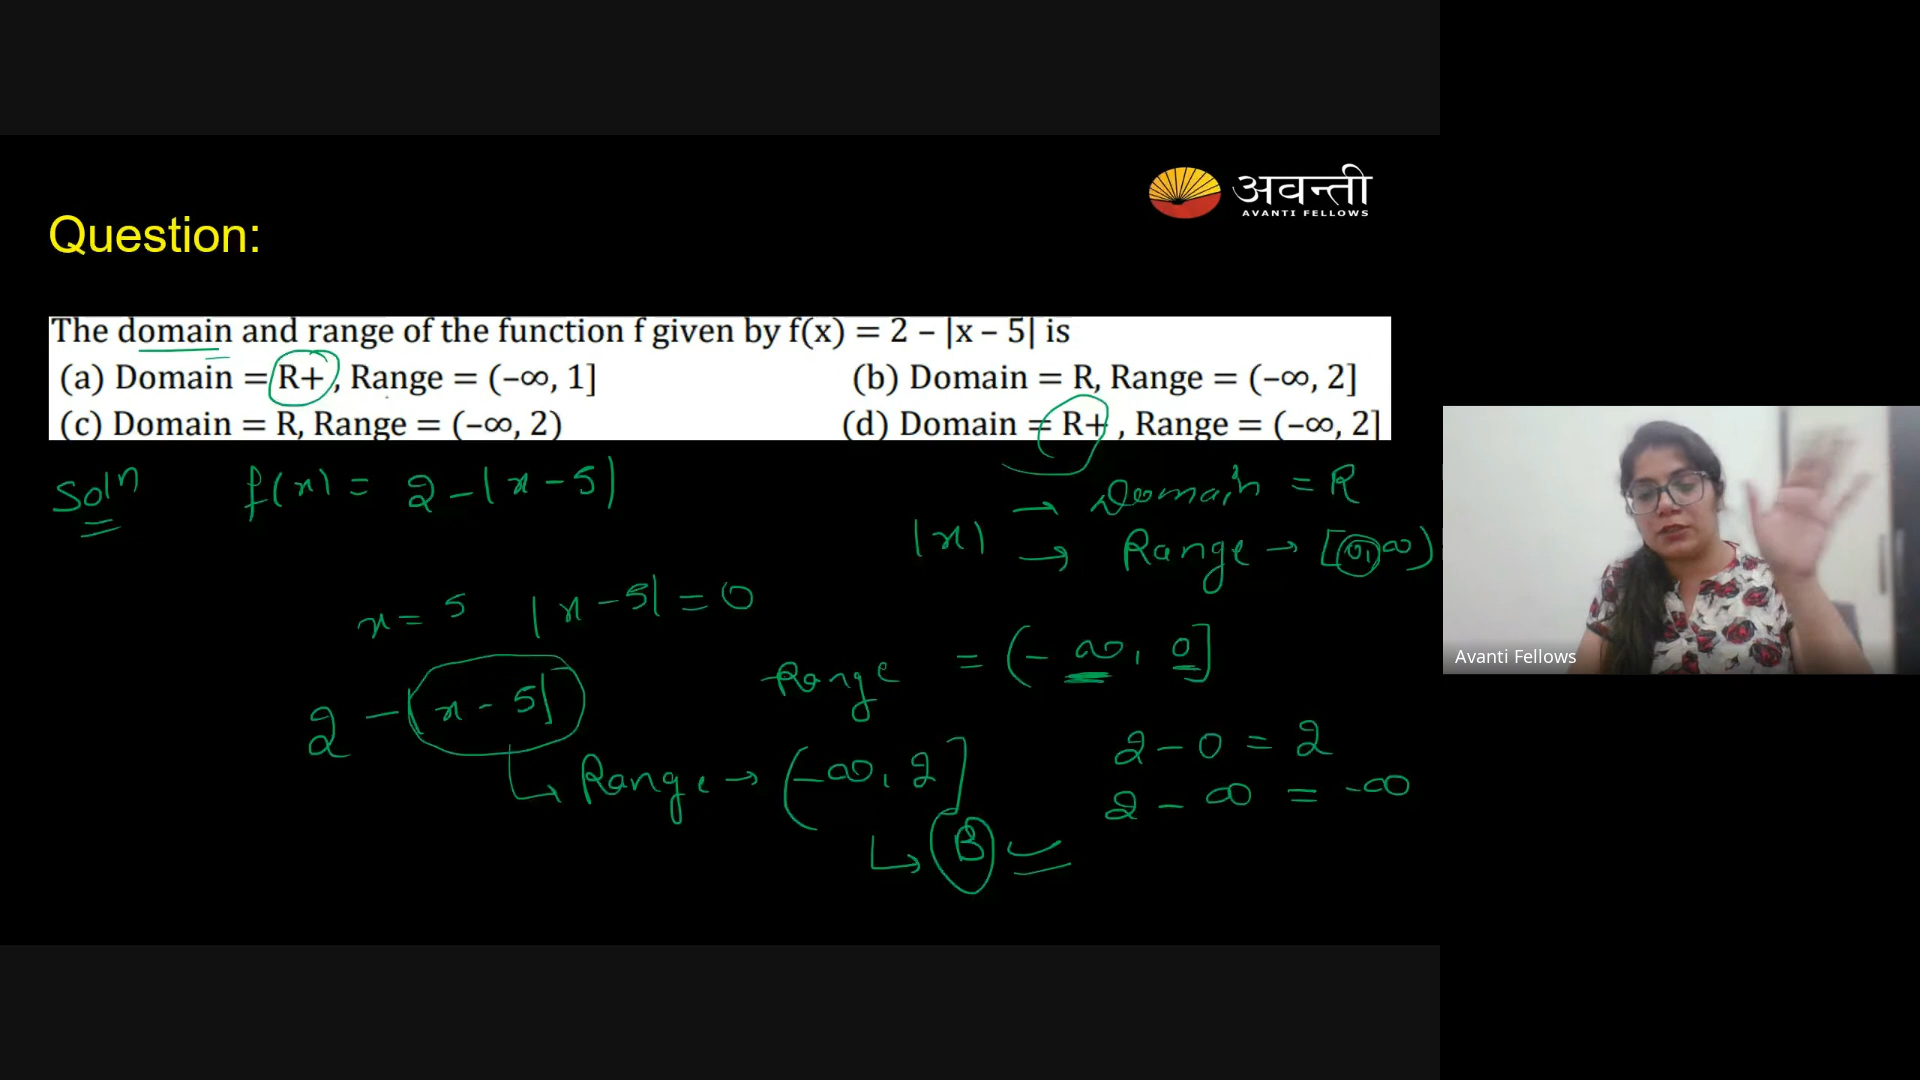 अवन्ती
AVANTI FELLOWS
Question:
The domain and range of the function f given by f(x) = 2 – |x – 5| is
(a) Domain = R+ , Range = (–∞, 1]
(b) Domain = R, Range = (–∞, 2]
(c) Domain = R, Range = (–∞, 2)
(d) Domain = R+ , Range = (–∞, 2]
Soln f(x) = 2 - |x - 5|
|x| → Domain = R
→ Range → [0, ∞)
x = 5 |x - 5| = 0
Range = (-∞, 0]
2 - |x - 5|
Range → (-∞, 2]
2 - 0 = 2
2 - ∞ = -∞
B
Avanti Fellows